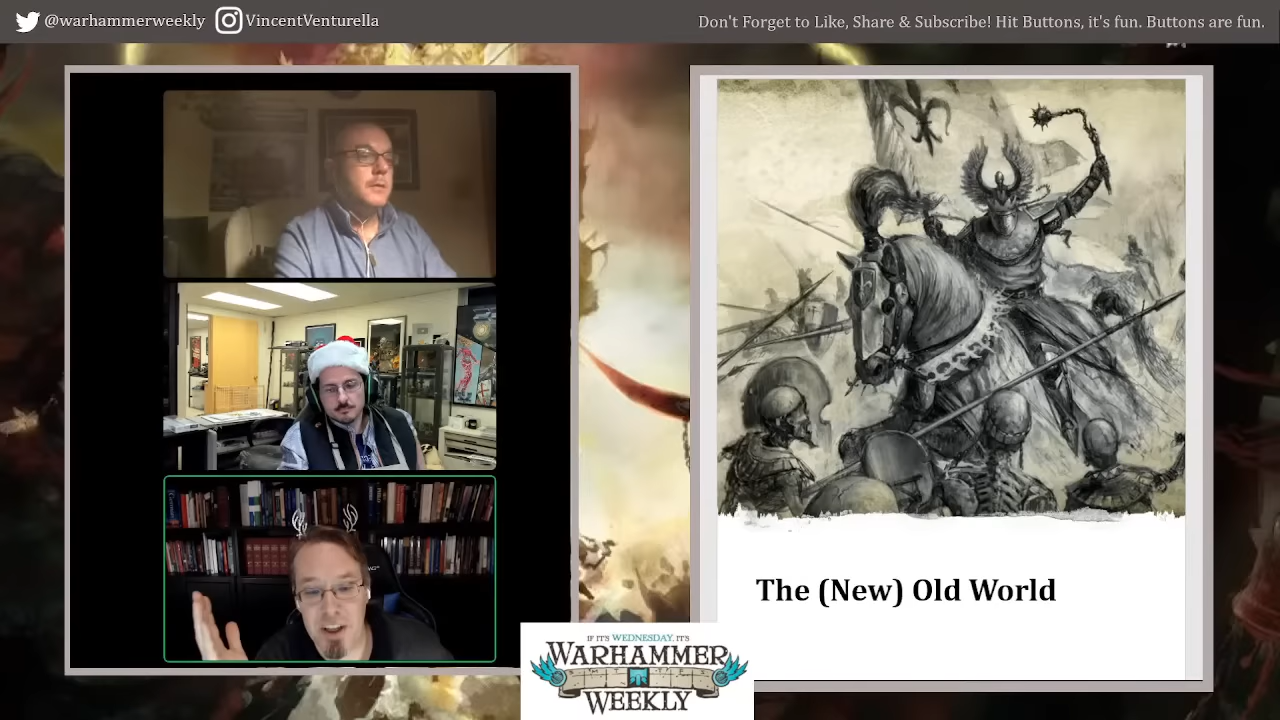 @warhammerweekly VincentVenturella
Don't Forget to Like, Share & Subscribe! Hit Buttons, it's fun. Buttons are fun.
The (New) Old World
IF IT'S WEDNESDAY, IT'S
WARHAMMER
WEEKLY